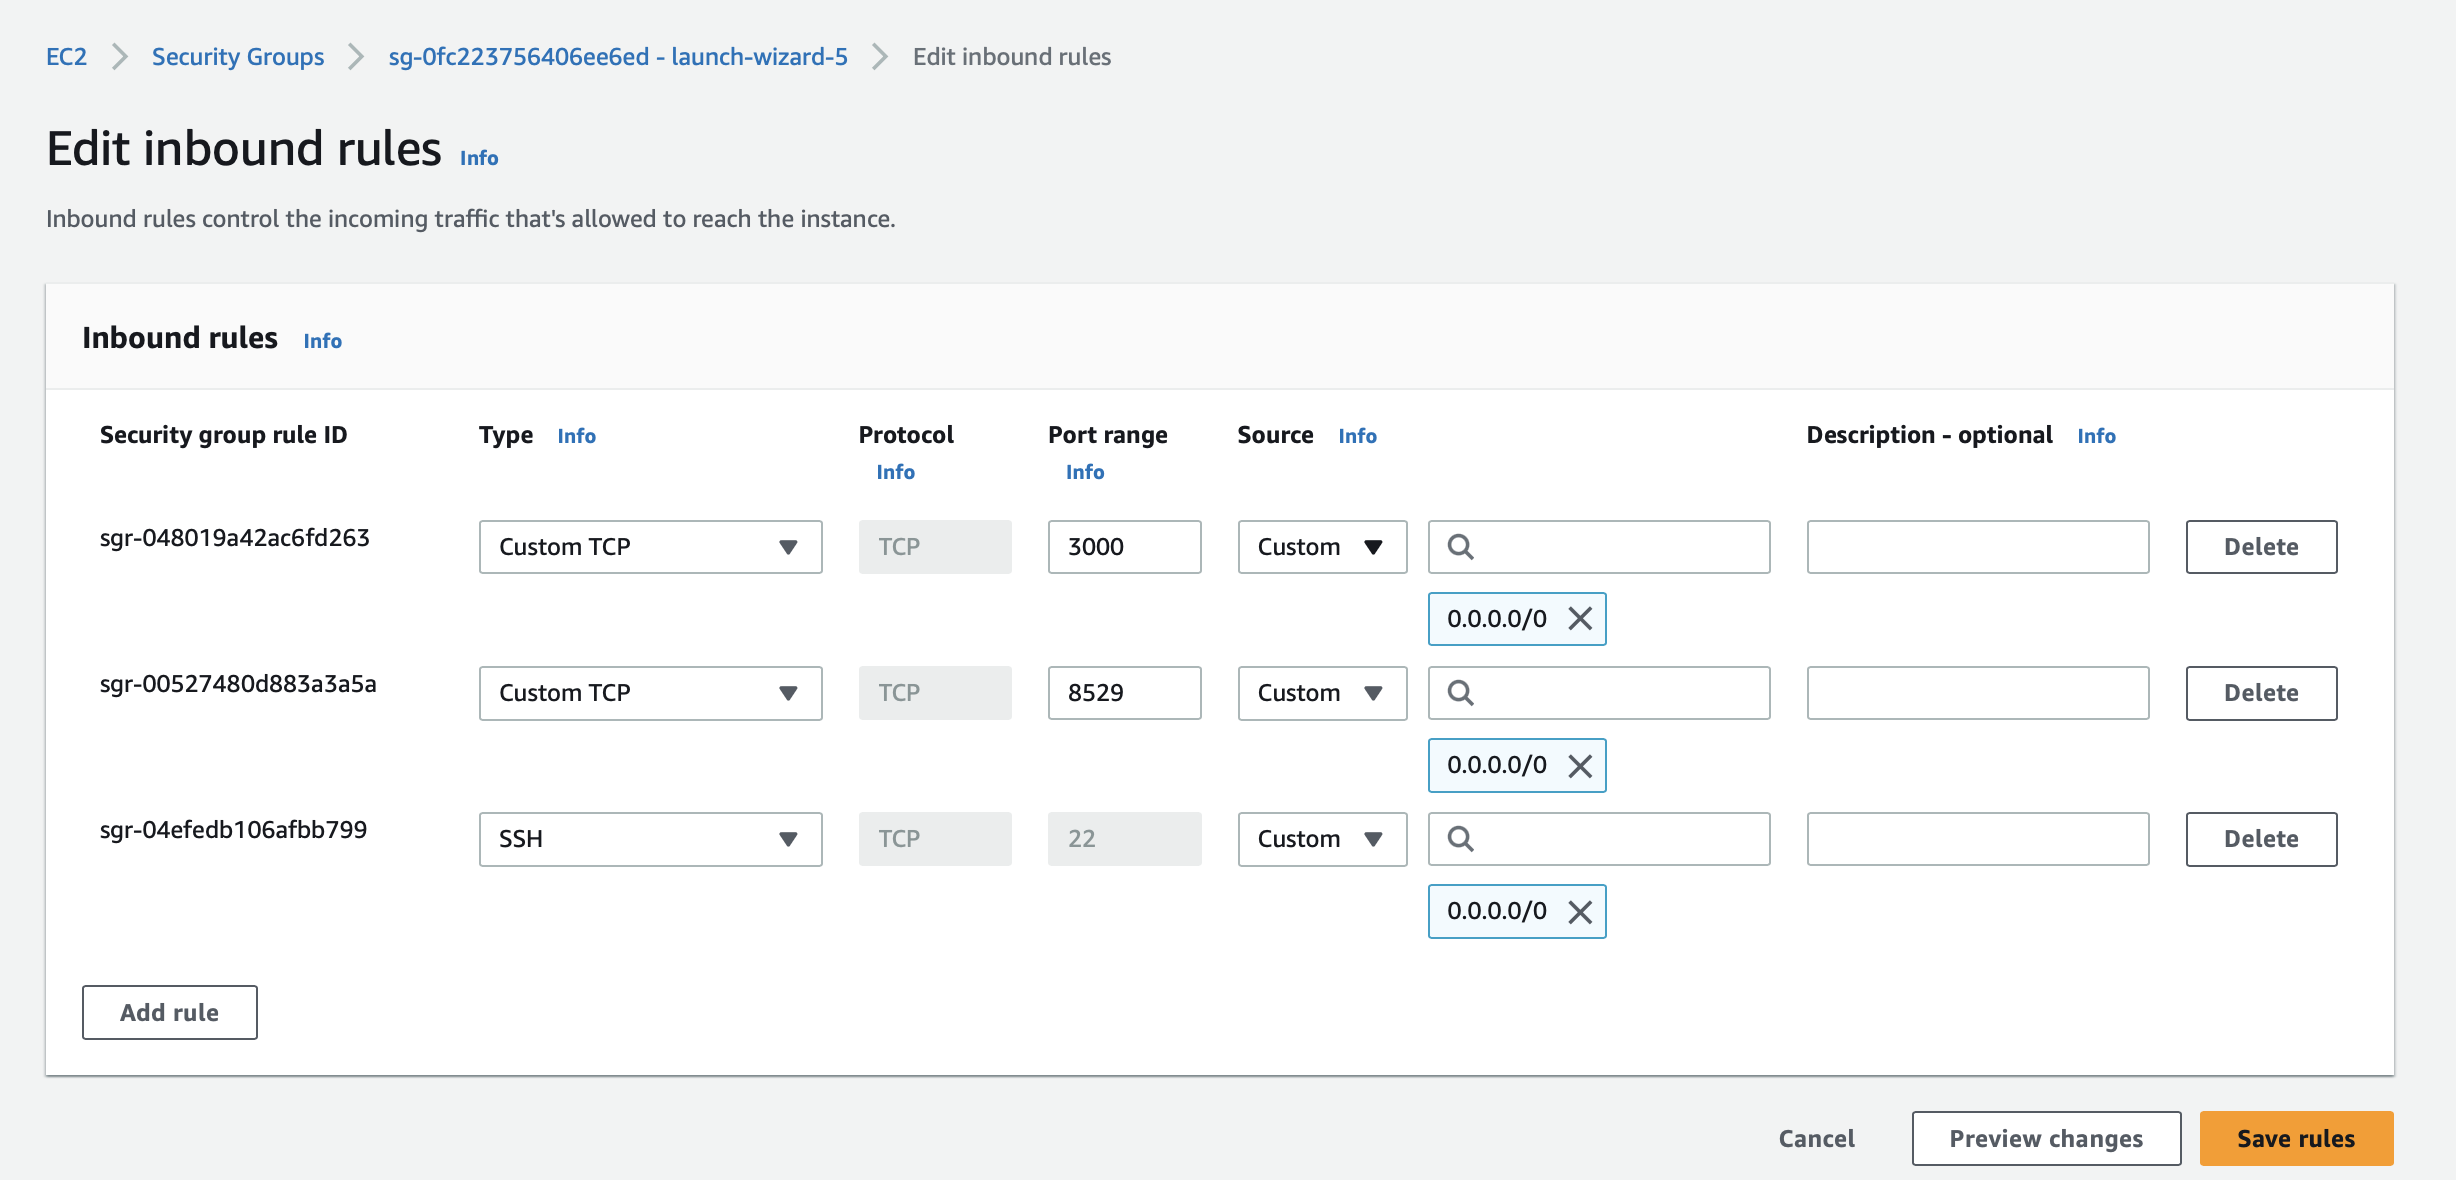 EC2 Security Groups sg-0fc223756406ee6ed - launch-wizard-5 Edit inbound rules
Edit inbound rules Info
Inbound rules control the incoming traffic that's allowed to reach the instance.
Inbound rules Info
Security group rule ID Type Info Protocol Info Port range Info Source Info Description - optional Info
sgr-048019a42ac6fd263 Custom TCP TCP 3000 Custom Delete
0.0.0.0/0
sgr-00527480d883a3a5a Custom TCP TCP 8529 Custom Delete
0.0.0.0/0
sgr-04efedb106afbb799 SSH TCP 22 Custom Delete
0.0.0.0/0
Add rule
Cancel Preview changes Save rules